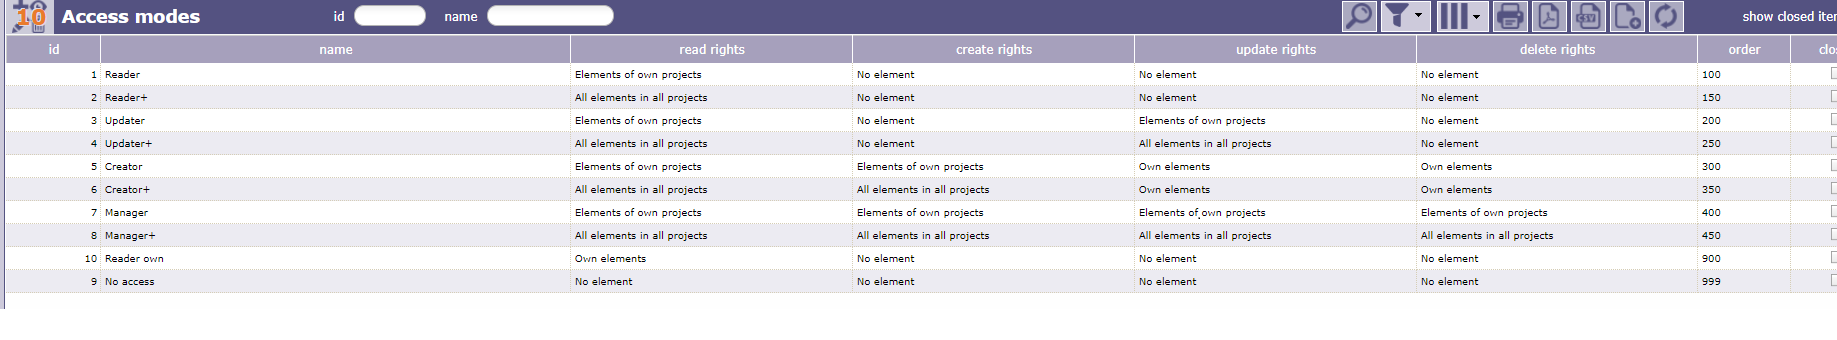 10 Access modes id name show closed iter
id name read rights create rights update rights delete rights order clos
1 Reader Elements of own projects No element No element No element 100
2 Reader+ All elements in all projects No element No element No element 150
3 Updater Elements of own projects No element Elements of own projects No element 200
4 Updater+ All elements in all projects No element All elements in all projects No element 250
5 Creator Elements of own projects Elements of own projects Own elements Own elements 300
6 Creator+ All elements in all projects All elements in all projects Own elements Own elements 350
7 Manager Elements of own projects Elements of own projects Elements of own projects Elements of own projects 400
8 Manager+ All elements in all projects All elements in all projects All elements in all projects All elements in all projects 450
10 Reader own Own elements No element No element No element 900
9 No access No element No element No element No element 999